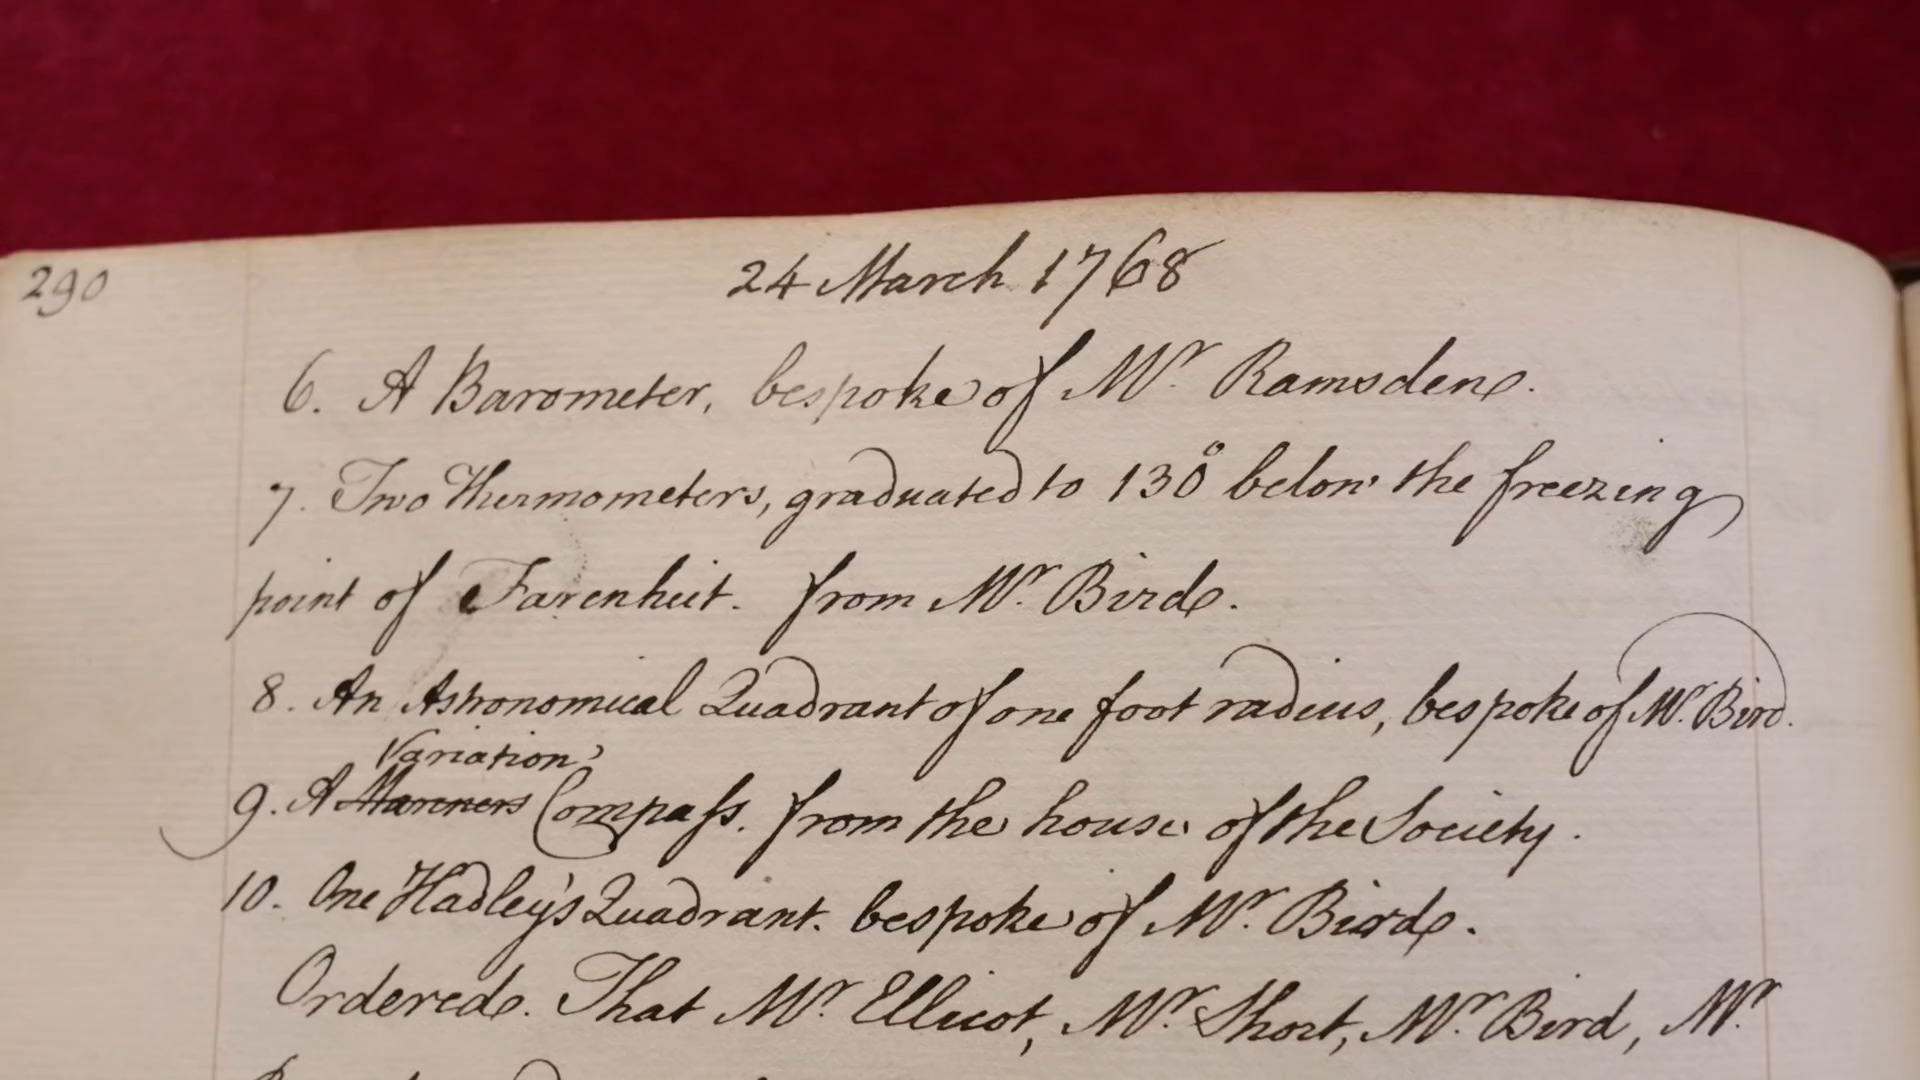 290
24 March 1768
6. A Barometer, bespoke of Mr. Ramsden.
7. Two Thermometers, graduated to 130° below the freezing
point of Farenheit. from Mr. Bird.
8. An Astronomical Quadrant of one foot radius, bespoke of Mr. Bird.
Variation
9. A Mariners Compaſs. from the house of the Society.
10. One Hadley's Quadrant. bespoke of Mr. Bird.
Ordered. That Mr. Ellicot, Mr. Short, Mr. Bird, Mr.